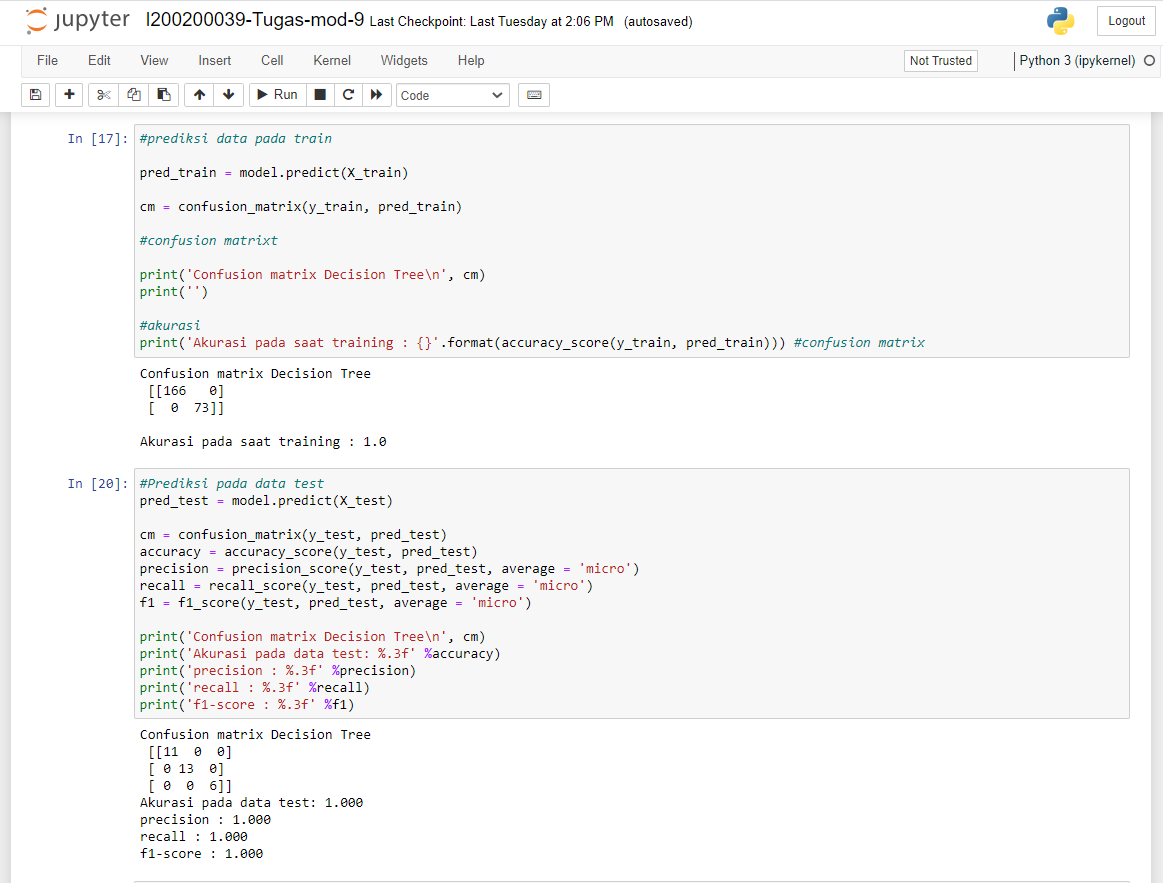 jupyter l200200039-Tugas-mod-9 Last Checkpoint: Last Tuesday at 2:06 PM (autosaved)
Logout
File Edit View Insert Cell Kernel Widgets Help
Not Trusted
Python 3 (ipykernel)
Run
Code
In [17]:
#prediksi data pada train
pred_train = model.predict(X_train)
cm = confusion_matrix(y_train, pred_train)
#confusion matrixt
print('Confusion matrix Decision Tree\n', cm)
print('')
#akurasi
print('Akurasi pada saat training : {}'.format(accuracy_score(y_train, pred_train))) #confusion matrix
Confusion matrix Decision Tree
[[166   0]
[  0  73]]
Akurasi pada saat training : 1.0
In [20]:
#Prediksi pada data test
pred_test = model.predict(X_test)
cm = confusion_matrix(y_test, pred_test)
accuracy = accuracy_score(y_test, pred_test)
precision = precision_score(y_test, pred_test, average = 'micro')
recall = recall_score(y_test, pred_test, average = 'micro')
f1 = f1_score(y_test, pred_test, average = 'micro')
print('Confusion matrix Decision Tree\n', cm)
print('Akurasi pada data test: %.3f' %accuracy)
print('precision : %.3f' %precision)
print('recall : %.3f' %recall)
print('f1-score : %.3f' %f1)
Confusion matrix Decision Tree
[[11  0  0]
[ 0 13  0]
[ 0  0  6]]
Akurasi pada data test: 1.000
precision : 1.000
recall : 1.000
f1-score : 1.000